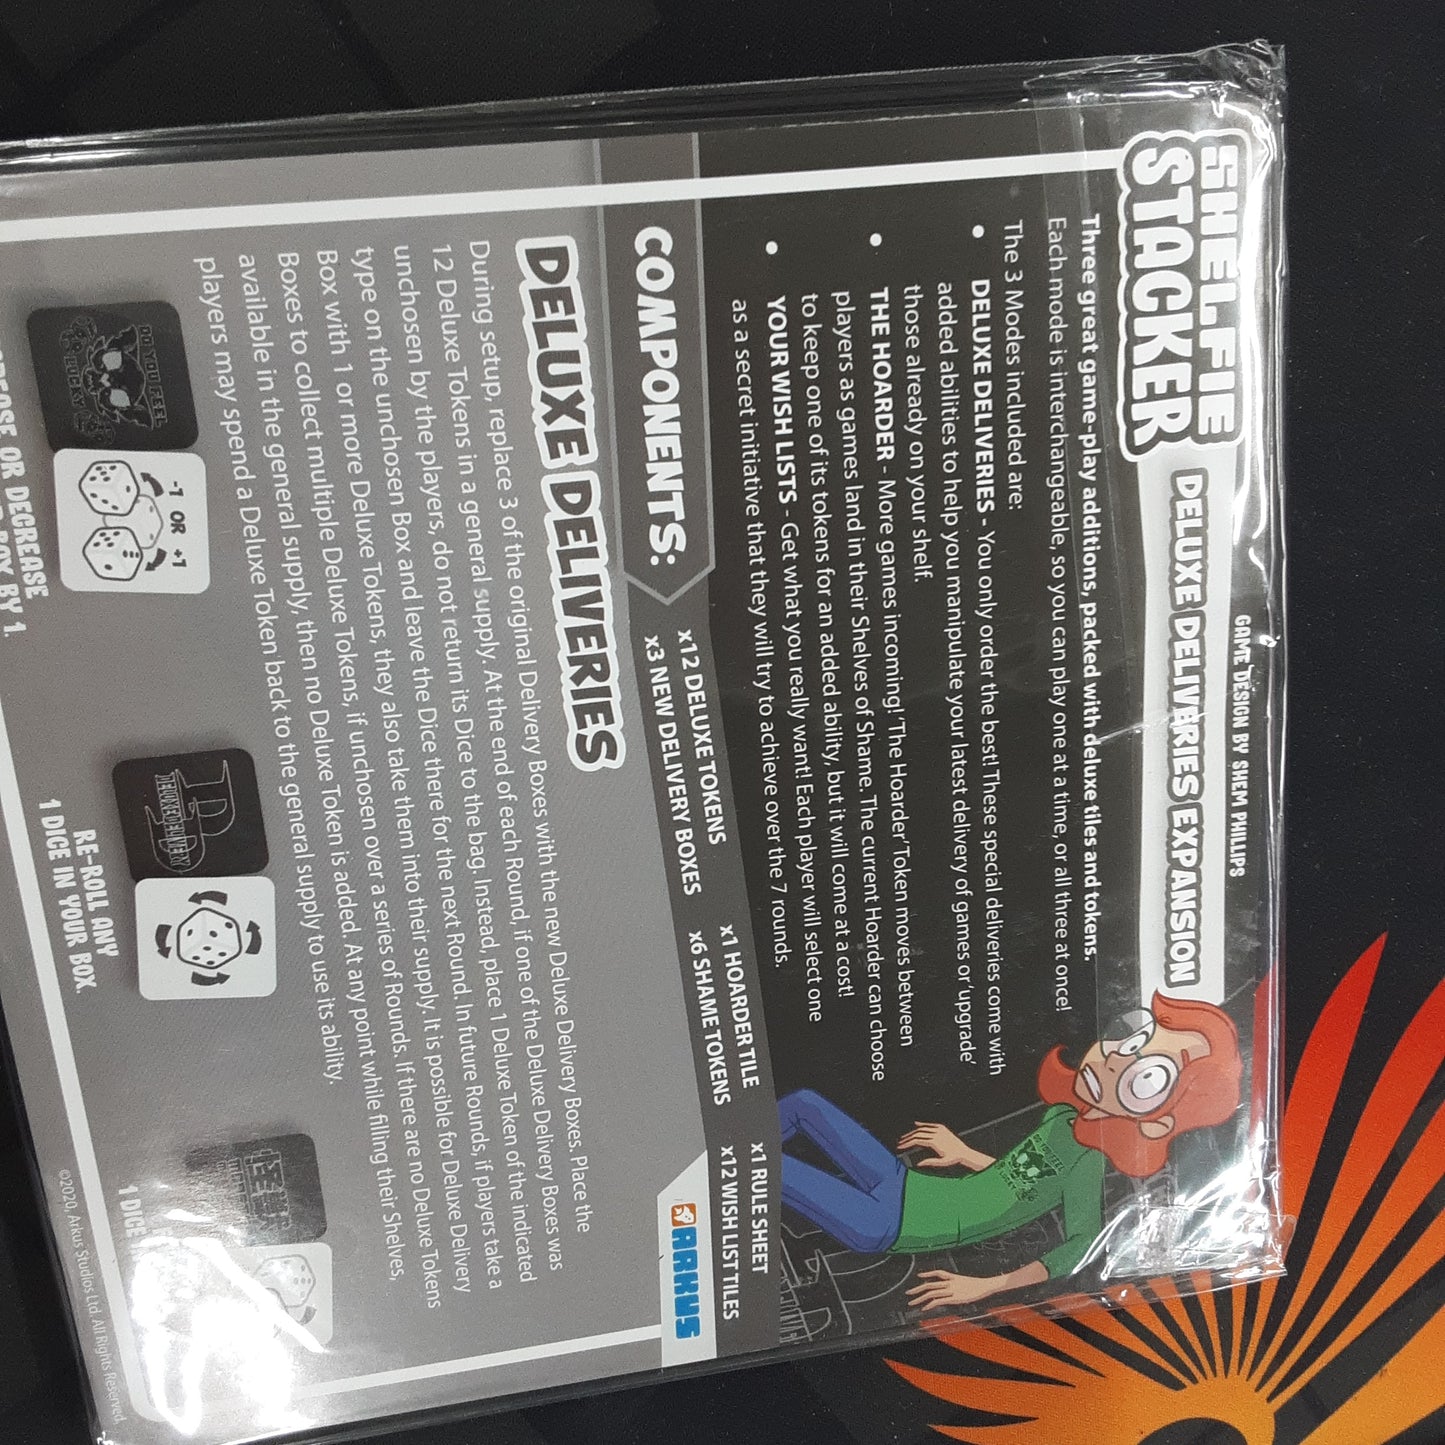 SHELFIE
STACKER
DELUXE DELIVERIES EXPANSION
GAME DESIGN BY SHEM PHILLIPS
Three great game-play additions, packed with deluxe tiles and tokens.
Each mode is interchangeable, so you can play one at a time, or all three at once!
The 3 Modes included are:
• DELUXE DELIVERIES - You only order the best! These special deliveries come with
added abilities to help you manipulate your latest delivery of games or 'upgrade'
those already on your shelf.
• THE HOARDER - More games incoming! 'The Hoarder' Token moves between
players as games land in their Shelves of Shame. The current Hoarder can choose
to keep one of its tokens for an added ability, but it will come at a cost!
• YOUR WISH LISTS - Get what you really want! Each player will select one
as a secret initiative that they will try to achieve over the 7 rounds.
COMPONENTS:
x12 DELUXE TOKENS
x3 NEW DELIVERY BOXES
x1 HOARDER TILE
x6 SHAME TOKENS
x1 RULE SHEET
x12 WISH LIST TILES
ARKUS
DELUXE DELIVERIES
During setup, replace 3 of the original Delivery Boxes with the new Deluxe Delivery Boxes. Place the
12 Deluxe Tokens in a general supply. At the end of each Round, if one of the Deluxe Delivery Boxes was
unchosen by the players, do not return its Dice to the bag. Instead, place 1 Deluxe Token of the indicated
type on the unchosen Box and leave the Dice there for the next Round. In future Rounds, if players take a
Box with 1 or more Deluxe Tokens, they also take them into their supply. It is possible for Deluxe Delivery
Boxes to collect multiple Deluxe Tokens, if unchosen over a series of Rounds. If there are no Deluxe Tokens
available in the general supply, then no Deluxe Token is added. At any point while filling their Shelves,
players may spend a Deluxe Token back to the general supply to use its ability.
DO YOU FEEL
LUCKY
-1 OR +1
OR DECREASE
BOX BY 1.
DD
DELUXE DELIVERY
RE-ROLL ANY
1 DICE IN YOUR BOX.
1 DICE
©2020, Arkus Studios Ltd. All Rights Reserved.